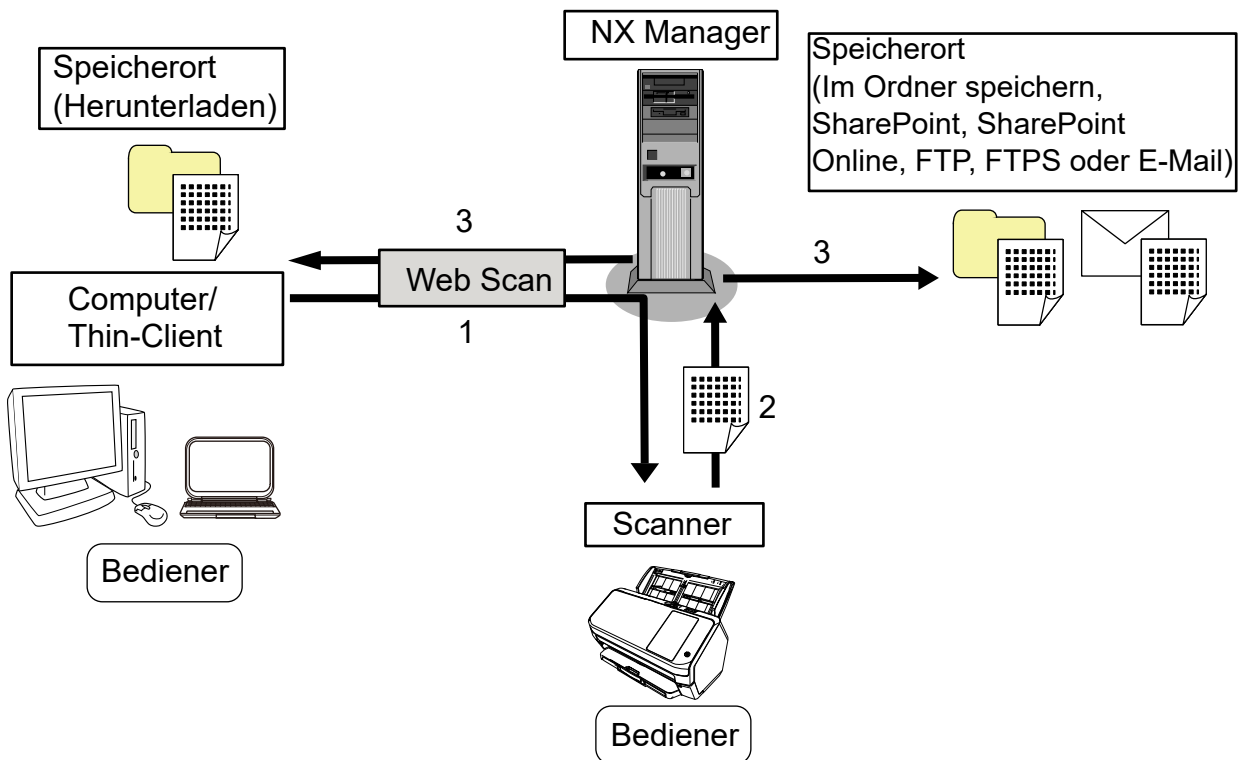 NX Manager
Speicherort
(Herunterladen)
Speicherort
(Im Ordner speichern,
SharePoint, SharePoint
Online, FTP, FTPS oder E-Mail)
3
3
Web Scan
1
Computer/
Thin-Client
2
Scanner
Bediener
Bediener